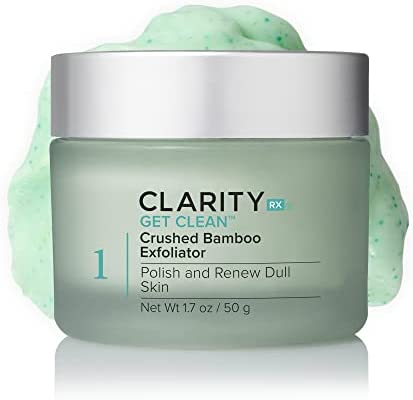 CLARITY RX
GET CLEAN™
Crushed Bamboo
Exfoliator
1
Polish and Renew Dull
Skin
Net Wt 1.7 oz / 50 g